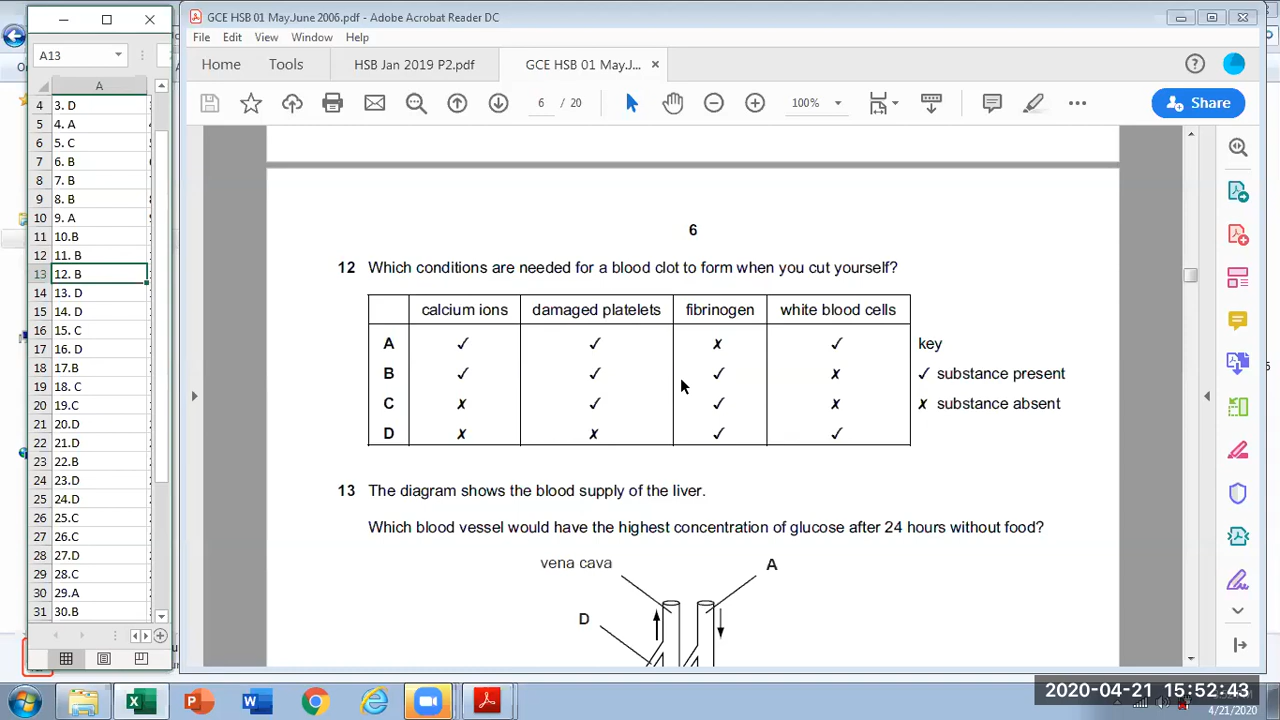 GCE HSB 01 May.June 2006.pdf - Adobe Acrobat Reader DC
File Edit View Window Help
Home Tools HSB Jan 2019 P2.pdf GCE HSB 01 May.J... ×
6 / 20 100% Share
A13
A
4 3. D
5 4. A
6 5. C
7 6. B
8 7. B
9 8. B
10 9. A
11 10.B
12 11. B
13 12. B
14 13. D
15 14. D
16 15. C
17 16. D
18 17.B
19 18. C
20 19.C
21 20.D
22 21.D
23 22.B
24 23.D
25 24.D
26 25.C
27 26.C
28 27.D
29 28.C
30 29.A
31 30.B
6
12 Which conditions are needed for a blood clot to form when you cut yourself?
calcium ions damaged platelets fibrinogen white blood cells
A ✓ ✓ ✗ ✓ key
B ✓ ✓ ✓ ✗ ✓ substance present
C ✗ ✓ ✓ ✗ ✗ substance absent
D ✗ ✗ ✓ ✓
13 The diagram shows the blood supply of the liver.
Which blood vessel would have the highest concentration of glucose after 24 hours without food?
vena cava A
D
2020-04-21 15:52:43
4/21/2020